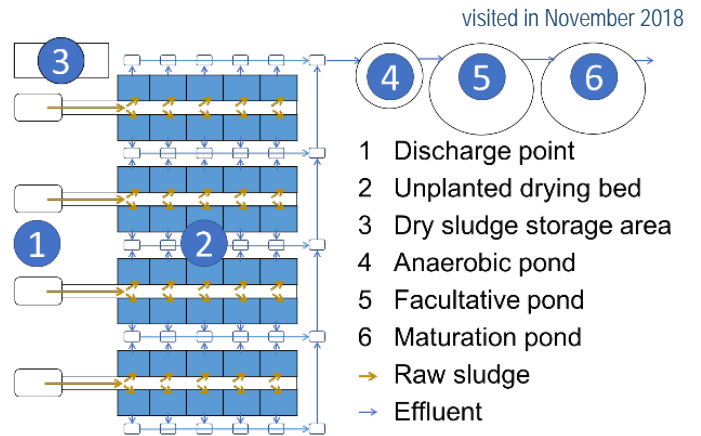 visited in November 2018
3
4
5
6
1
2
1 Discharge point
2 Unplanted drying bed
3 Dry sludge storage area
4 Anaerobic pond
5 Facultative pond
6 Maturation pond
Raw sludge
Effluent